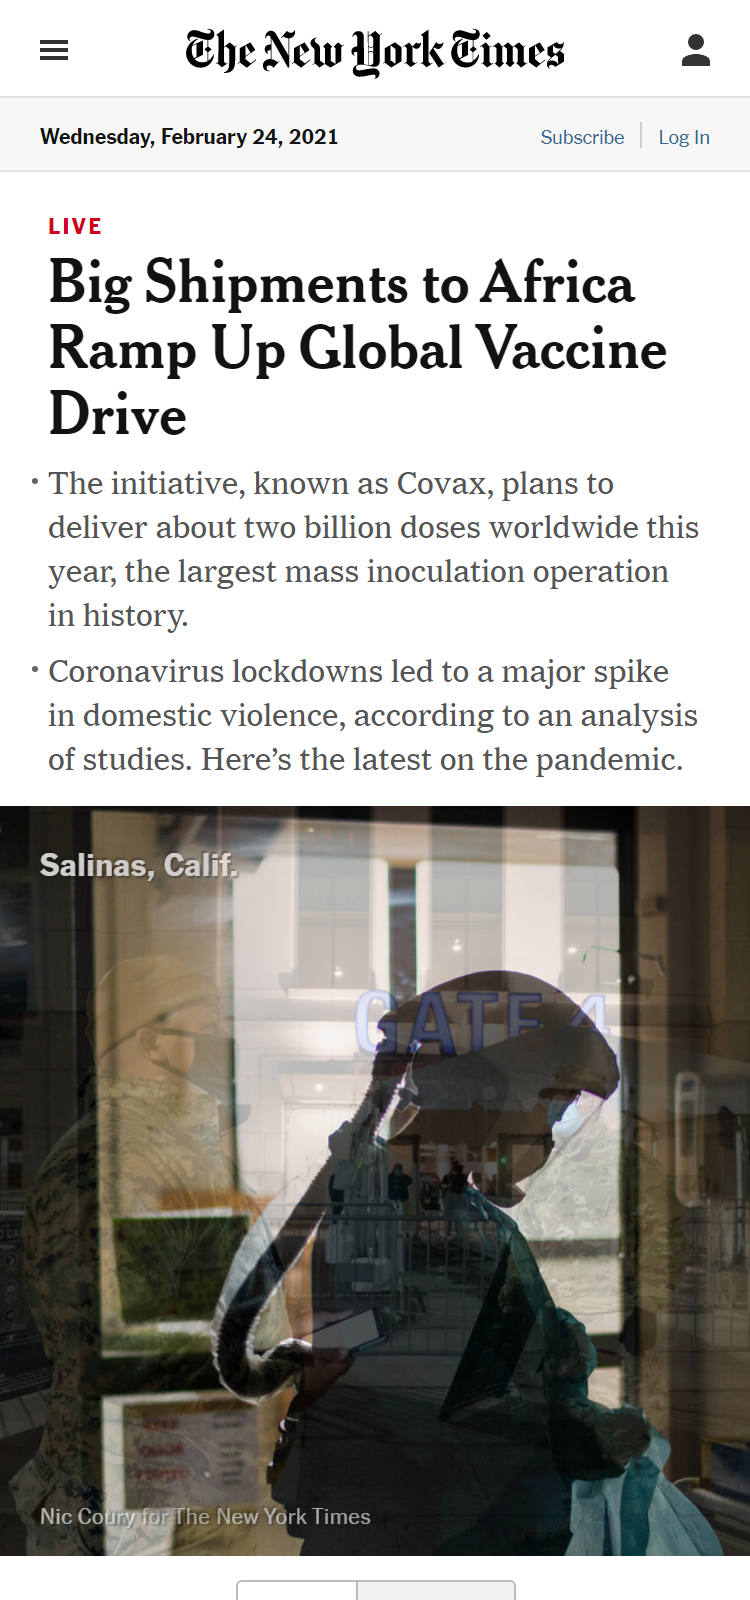 The New York Times
Wednesday, February 24, 2021
Subscribe
Log In
LIVE
Big Shipments to Africa
Ramp Up Global Vaccine
Drive
The initiative, known as Covax, plans to
deliver about two billion doses worldwide this
year, the largest mass inoculation operation
in history.
Coronavirus lockdowns led to a major spike
in domestic violence, according to an analysis
of studies. Here’s the latest on the pandemic.
Salinas, Calif.
GATE 4
KEEP
DOOR
CLOSED
Nic Coury for The New York Times